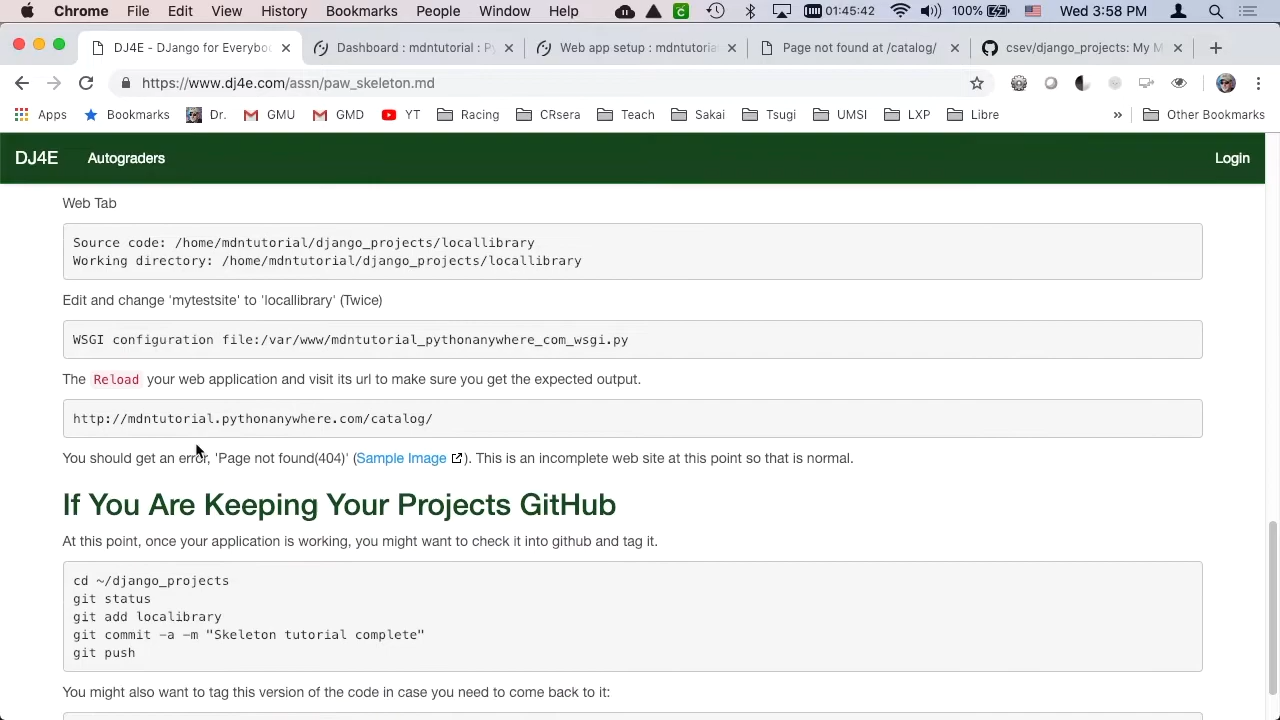 Chrome File Edit View History Bookmarks People Window Help 01:45:42 100% Wed 3:58 PM
DJ4E - DJango for Everybo Dashboard : mdntutorial : Py Web app setup : mdntutoria Page not found at /catalog/ csev/django_projects: My M
https://www.dj4e.com/assn/paw_skeleton.md
Apps Bookmarks Dr. GMU GMD YT Racing CRsera Teach Sakai Tsugi UMSI LXP Libre » Other Bookmarks
DJ4E Autograders Login
Web Tab
Source code: /home/mdntutorial/django_projects/locallibrary
Working directory: /home/mdntutorial/django_projects/locallibrary
Edit and change 'mytestsite' to 'locallibrary' (Twice)
WSGI configuration file:/var/www/mdntutorial_pythonanywhere_com_wsgi.py
The Reload your web application and visit its url to make sure you get the expected output.
http://mdntutorial.pythonanywhere.com/catalog/
You should get an error, 'Page not found(404)' (Sample Image ). This is an incomplete web site at this point so that is normal.
If You Are Keeping Your Projects GitHub
At this point, once your application is working, you might want to check it into github and tag it.
cd ~/django_projects
git status
git add localibrary
git commit -a -m "Skeleton tutorial complete"
git push
You might also want to tag this version of the code in case you need to come back to it: